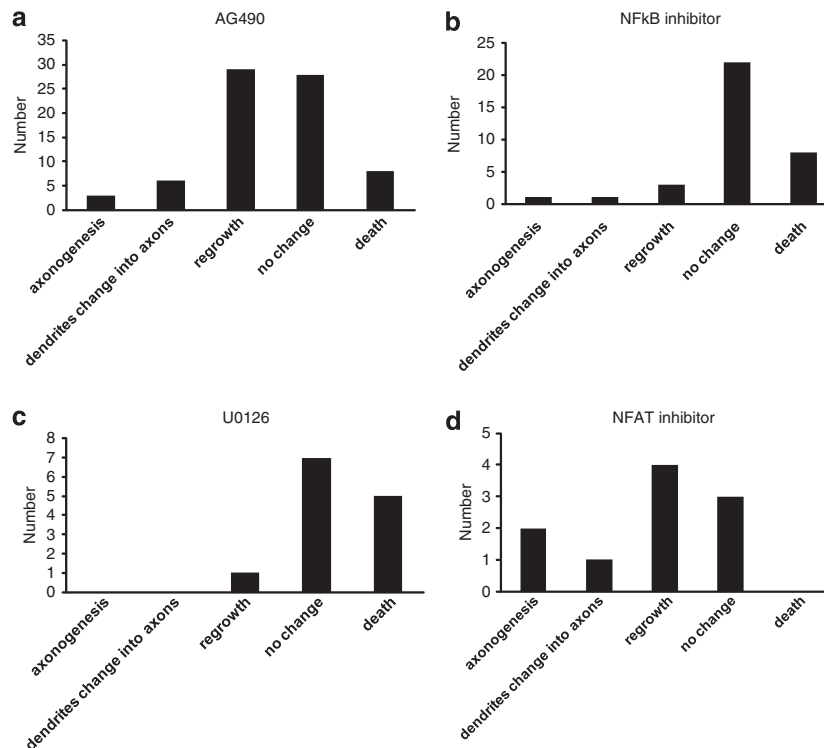 a
AG490
Number
35
30
25
20
15
10
5
0
axonogenesis
dendrites change into axons
regrowth
no change
death
b
NFkB inhibitor
Number
25
20
15
10
5
0
axonogenesis
dendrites change into axons
regrowth
no change
death
c
U0126
Number
8
7
6
5
4
3
2
1
0
axonogenesis
dendrites change into axons
regrowth
no change
death
d
NFAT inhibitor
Number
5
4
3
2
1
0
axonogenesis
dendrites change into axons
regrowth
no change
death